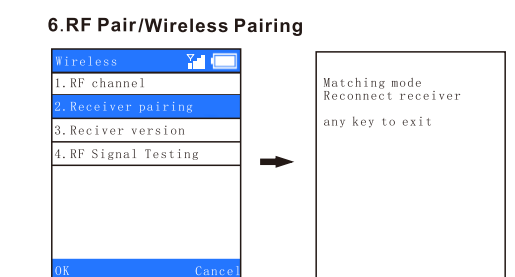 6.RF Pair/Wireless Pairing
Wireless
1.RF channel
2.Receiver pairing
3.Reciver version
4.RF Signal Testing
OK Cancel
Matching mode
Reconnect receiver
any key to exit